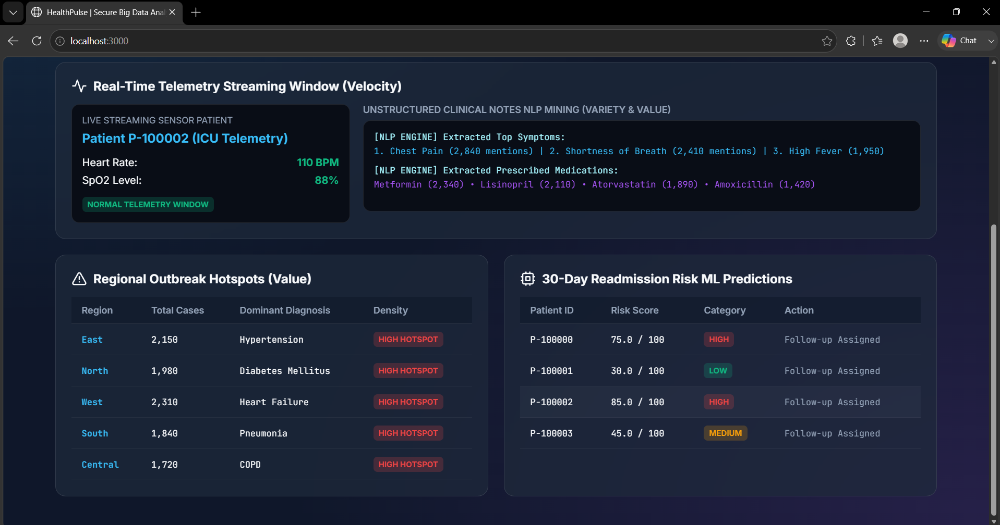 HealthPulse | Secure Big Data Anal
localhost:3000
Chat
Real-Time Telemetry Streaming Window (Velocity)
LIVE STREAMING SENSOR PATIENT
Patient P-100002 (ICU Telemetry)
Heart Rate: 110 BPM
SpO2 Level: 88%
NORMAL TELEMETRY WINDOW
UNSTRUCTURED CLINICAL NOTES NLP MINING (VARIETY & VALUE)
[NLP ENGINE] Extracted Top Symptoms:
1. Chest Pain (2,840 mentions) | 2. Shortness of Breath (2,410 mentions) | 3. High Fever (1,950)
[NLP ENGINE] Extracted Prescribed Medications:
Metformin (2,340) • Lisinopril (2,110) • Atorvastatin (1,890) • Amoxicillin (1,420)
Regional Outbreak Hotspots (Value)
Region Total Cases Dominant Diagnosis Density
East 2,150 Hypertension HIGH HOTSPOT
North 1,980 Diabetes Mellitus HIGH HOTSPOT
West 2,310 Heart Failure HIGH HOTSPOT
South 1,840 Pneumonia HIGH HOTSPOT
Central 1,720 COPD HIGH HOTSPOT
30-Day Readmission Risk ML Predictions
Patient ID Risk Score Category Action
P-100000 75.0 / 100 HIGH Follow-up Assigned
P-100001 30.0 / 100 LOW Follow-up Assigned
P-100002 85.0 / 100 HIGH Follow-up Assigned
P-100003 45.0 / 100 MEDIUM Follow-up Assigned